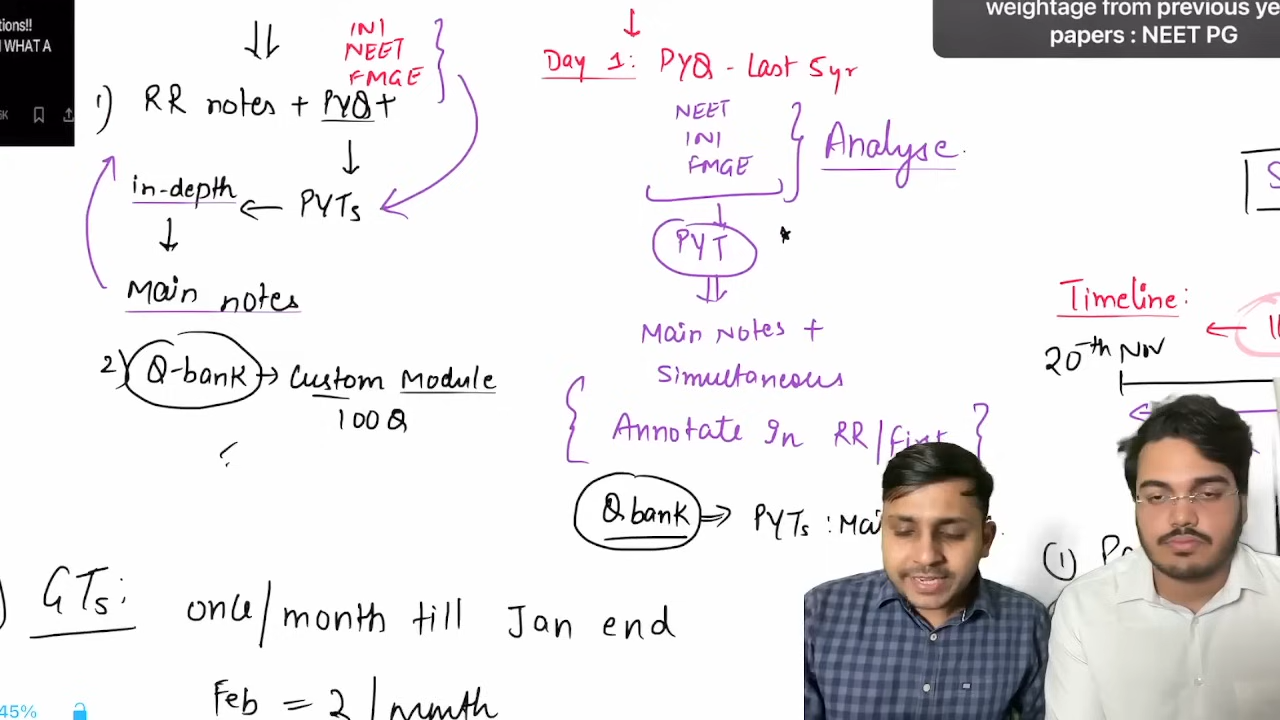 tions!!
WHAT A
INI
NEET
FMGE
1) RR notes + PYQ +
in-depth ← PYTs
Main notes
2) Q-bank → Custom Module
100 Q
GTs: once/month till Jan end
Feb = 2/month
45%
Day 1: PYQ - Last 5yr
NEET
INI
FMGE
Analyse.
PYT *
Main Notes +
Simultaneous
Annotate In RR/First
Qbank ⇒ PYTs :
weightage from previous ye
papers : NEET PG
Timeline:
20th Nov
①